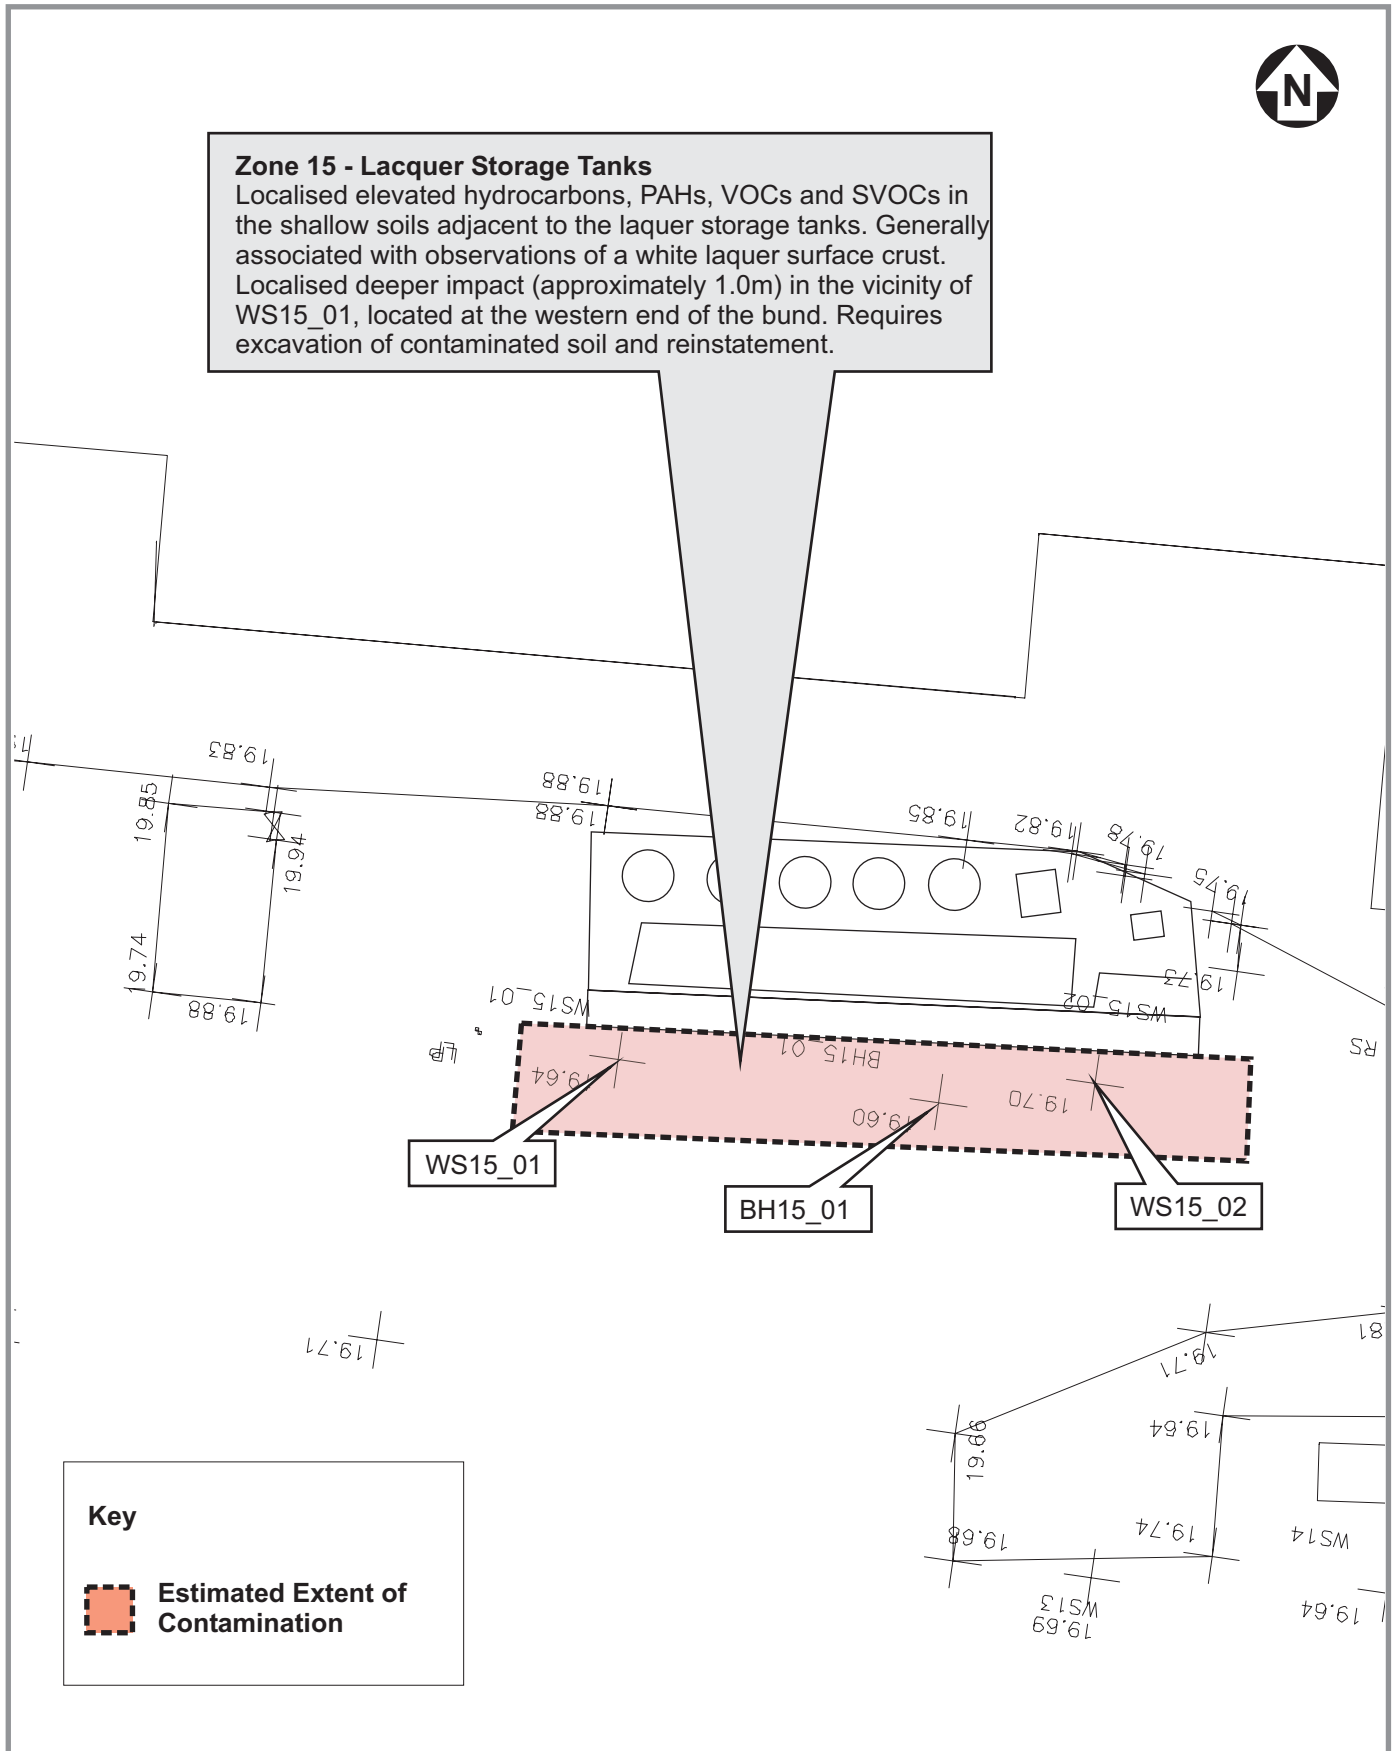 N
Zone 15 - Lacquer Storage Tanks
Localised elevated hydrocarbons, PAHs, VOCs and SVOCs in
the shallow soils adjacent to the laquer storage tanks. Generally
associated with observations of a white laquer surface crust.
Localised deeper impact (approximately 1.0m) in the vicinity of
WS15_01, located at the western end of the bund. Requires
excavation of contaminated soil and reinstatement.
19.83
19.85
19.94
19.74
19.88
19.88
19.88
19.85
19.82
19.78
19.75
19.73
WS15_01
WS15_02
BH15_01
LP
RS
19.64
19.60
19.70
WS15_01
BH15_01
WS15_02
19.71
19.71
81
19.66
19.64
19.68
19.74
WS14
WS13
19.69
19.64
Key
Estimated Extent of
Contamination